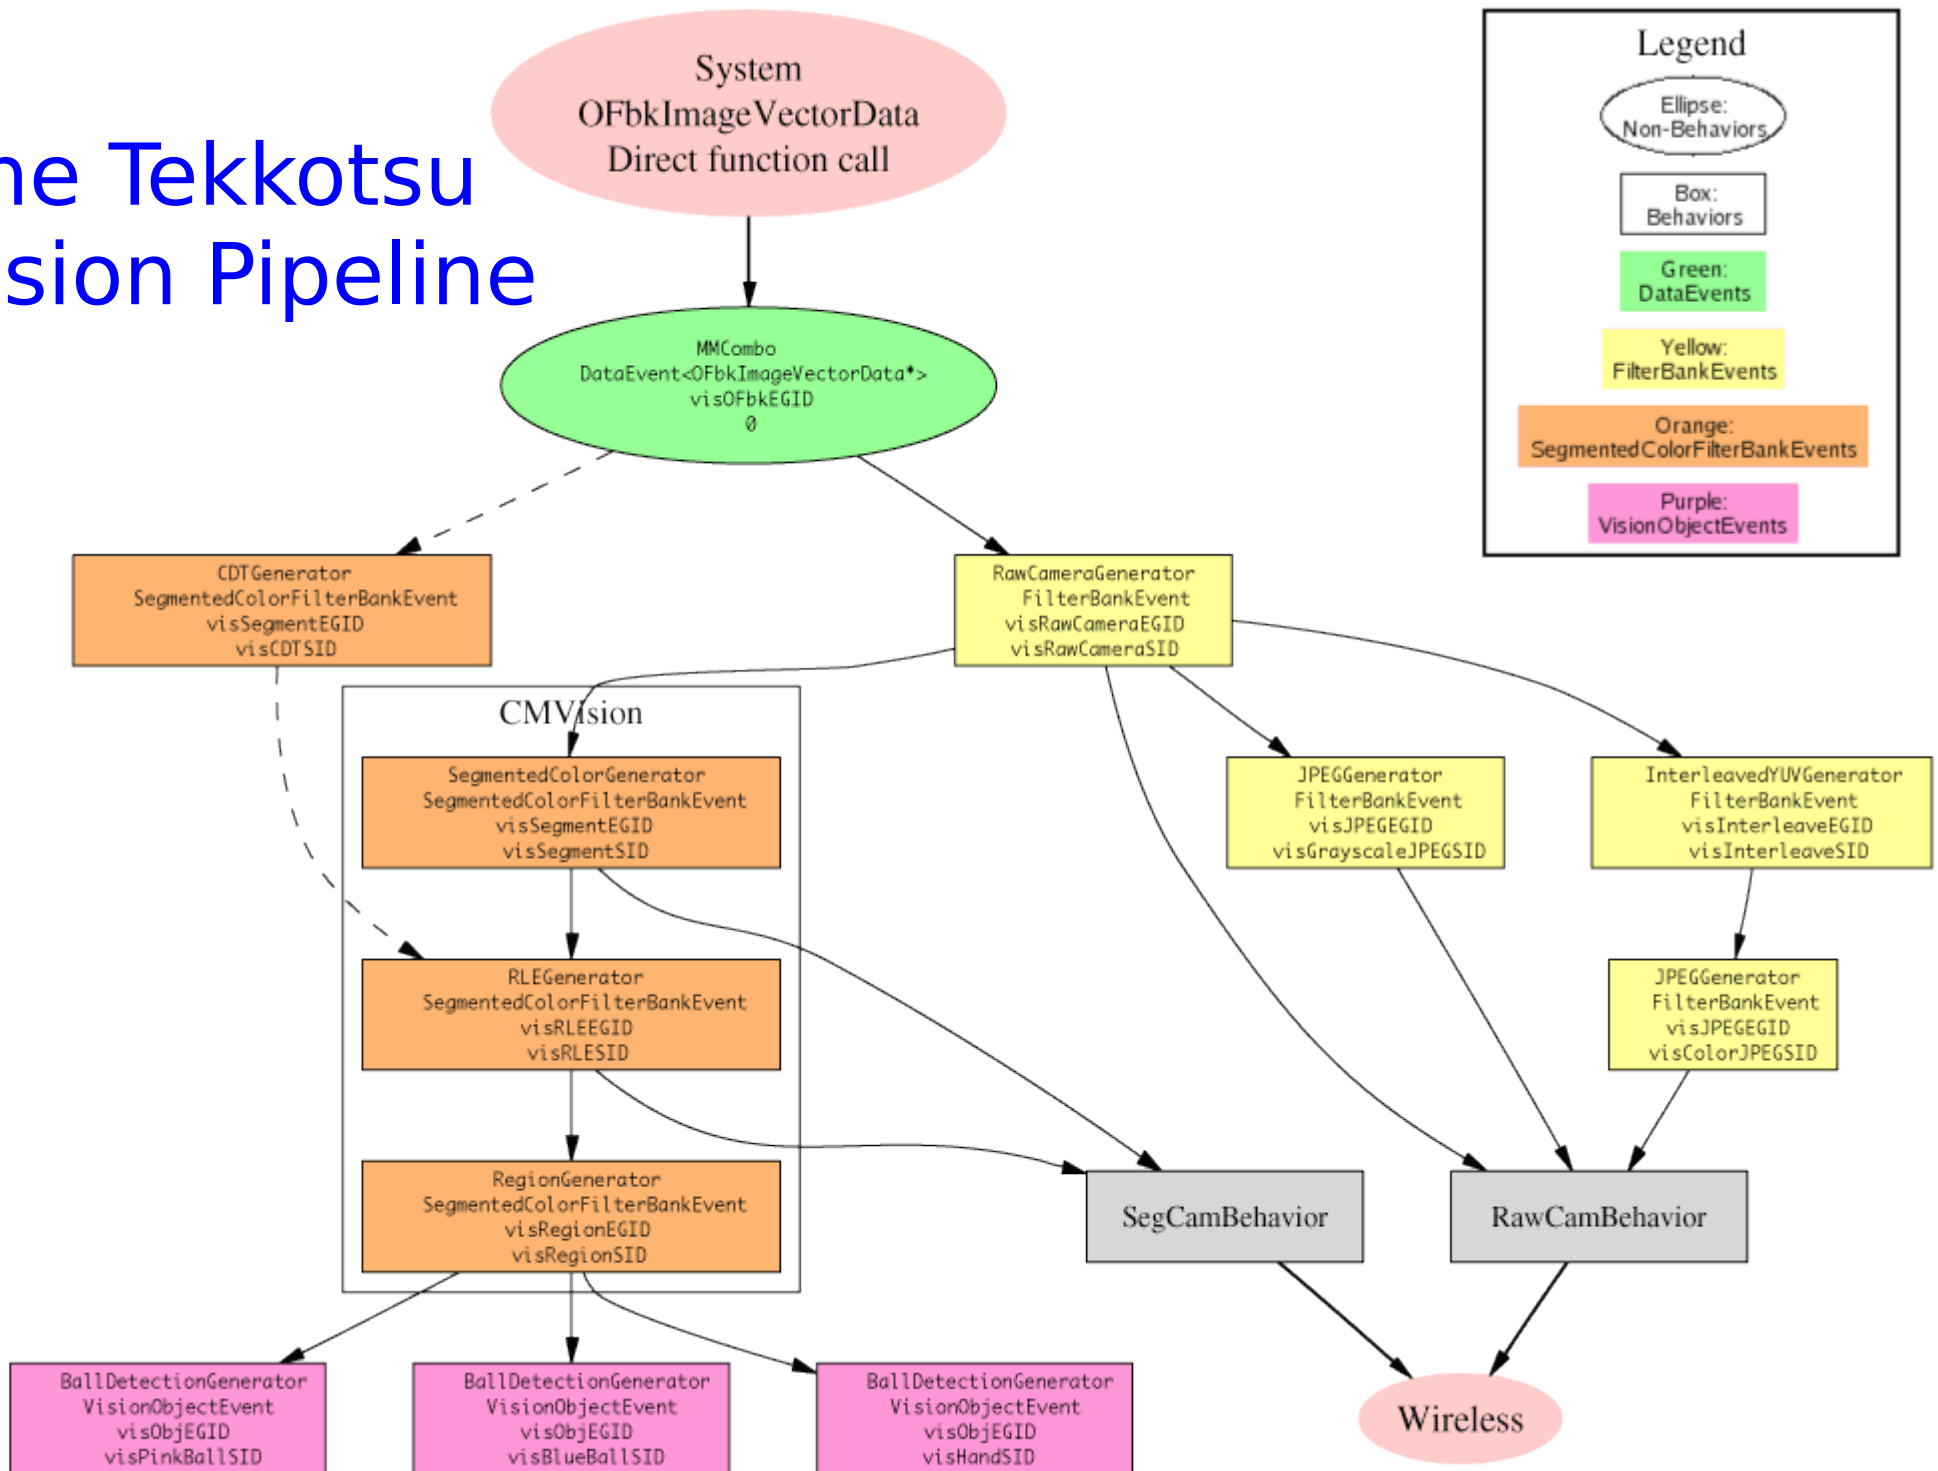 System
OFbkImageVectorData
Direct function call
ne Tekkotsu
sion Pipeline
Legend
Ellipse:
Non-Behaviors
Box:
Behaviors
Green:
DataEvents
Yellow:
FilterBankEvents
Orange:
SegmentedColorFilterBankEvents
Purple:
VisionObjectEvents
MMCombo
DataEvent<OFbkImageVectorData*>
visOFbkEGID
0
CDTGenerator
SegmentedColorFilterBankEvent
visSegmentEGID
visCDTSID
RawCameraGenerator
FilterBankEvent
visRawCameraEGID
visRawCameraSID
CMVision
SegmentedColorGenerator
SegmentedColorFilterBankEvent
visSegmentEGID
visSegmentSID
JPEGGenerator
FilterBankEvent
visJPEGEGID
visGrayscaleJPEGSID
InterleavedYUVGenerator
FilterBankEvent
visInterleaveEGID
visInterleaveSID
RLEGenerator
SegmentedColorFilterBankEvent
visRLEEGID
visRLESID
JPEGGenerator
FilterBankEvent
visJPEGEGID
visColorJPEGSID
RegionGenerator
SegmentedColorFilterBankEvent
visRegionEGID
visRegionSID
SegCamBehavior
RawCamBehavior
BallDetectionGenerator
VisionObjectEvent
visObjEGID
visPinkBallSID
BallDetectionGenerator
VisionObjectEvent
visObjEGID
visBlueBallSID
BallDetectionGenerator
VisionObjectEvent
visObjEGID
visHandSID
Wireless